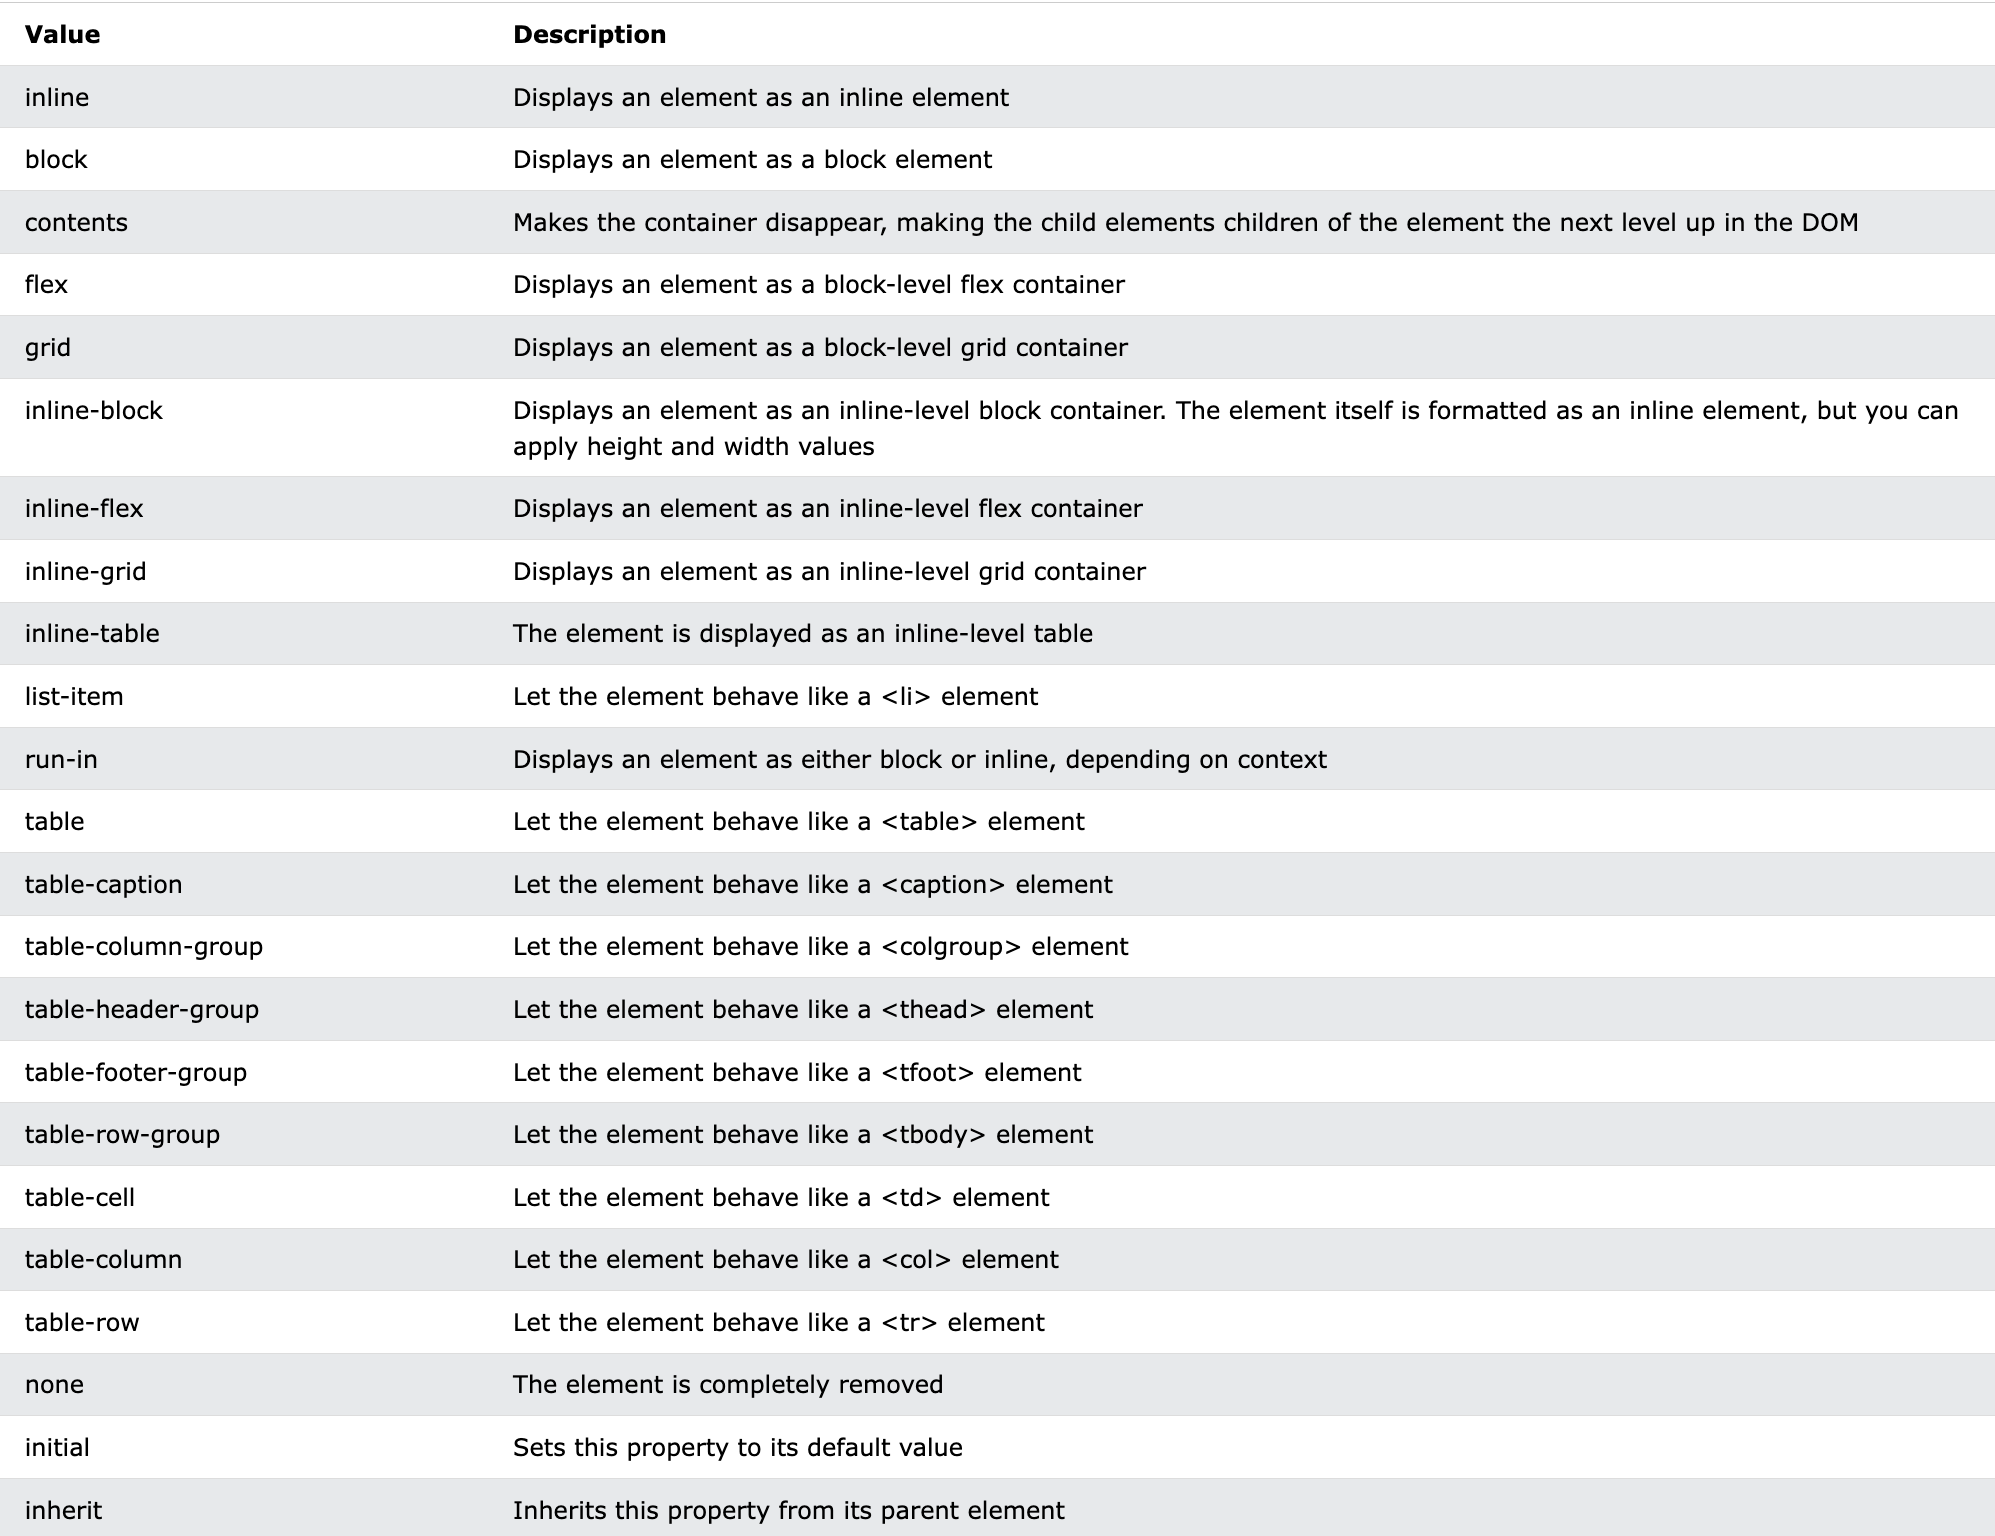 Value Description
inline Displays an element as an inline element
block Displays an element as a block element
contents Makes the container disappear, making the child elements children of the element the next level up in the DOM
flex Displays an element as a block-level flex container
grid Displays an element as a block-level grid container
inline-block Displays an element as an inline-level block container. The element itself is formatted as an inline element, but you can
apply height and width values
inline-flex Displays an element as an inline-level flex container
inline-grid Displays an element as an inline-level grid container
inline-table The element is displayed as an inline-level table
list-item Let the element behave like a <li> element
run-in Displays an element as either block or inline, depending on context
table Let the element behave like a <table> element
table-caption Let the element behave like a <caption> element
table-column-group Let the element behave like a <colgroup> element
table-header-group Let the element behave like a <thead> element
table-footer-group Let the element behave like a <tfoot> element
table-row-group Let the element behave like a <tbody> element
table-cell Let the element behave like a <td> element
table-column Let the element behave like a <col> element
table-row Let the element behave like a <tr> element
none The element is completely removed
initial Sets this property to its default value
inherit Inherits this property from its parent element